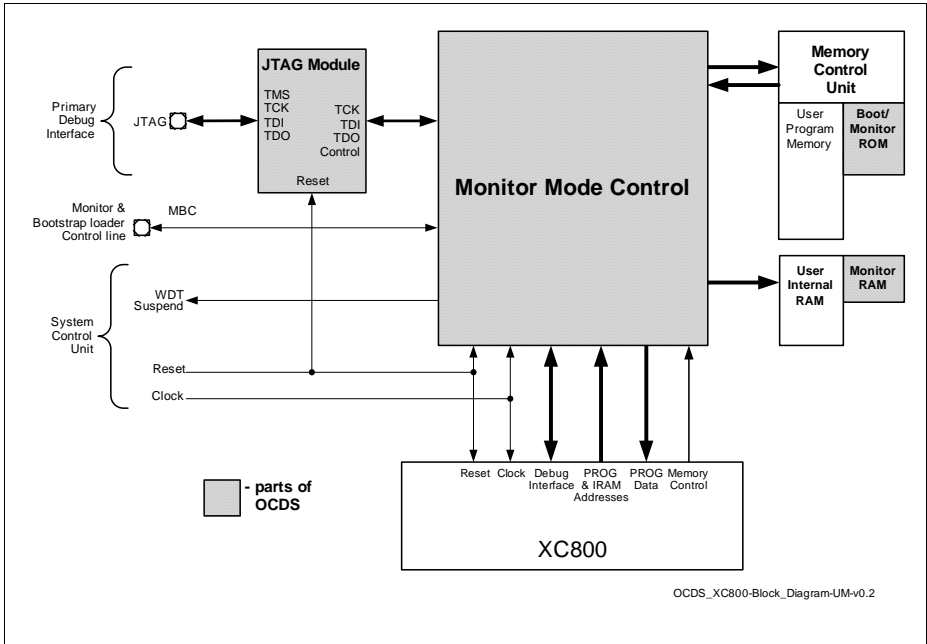 JTAG Module
TMS
TCK
TDI
TDO
TCK
TDI
TDO
Control
Reset
Primary
Debug
Interface
JTAG
Monitor &
Bootstrap loader
Control line
MBC
WDT
Suspend
System
Control
Unit
Reset
Clock
Monitor Mode Control
Memory
Control
Unit
User
Program
Memory
Boot/
Monitor
ROM
User
Internal
RAM
Monitor
RAM
Reset
Clock
Debug
Interface
PROG
& IRAM
Addresses
PROG
Data
Memory
Control
XC800
- parts of
OCDS
OCDS_XC800-Block_Diagram-UM-v0.2